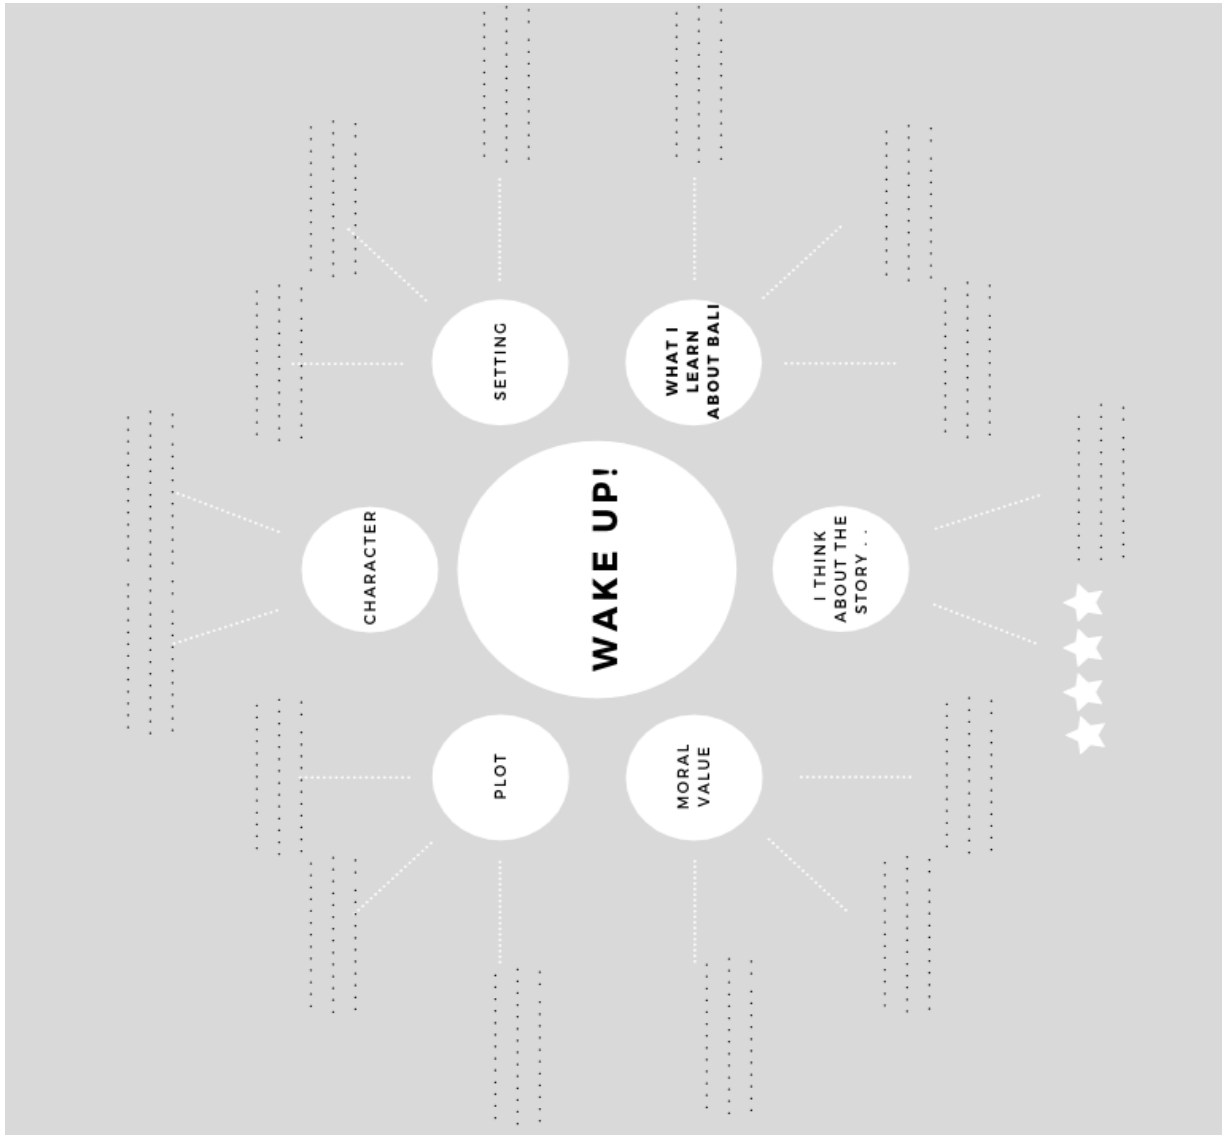 WAKE UP!
CHARACTER
SETTING
WHAT I
LEARN
ABOUT BALI
I THINK
ABOUT THE
STORY . . .
MORAL
VALUE
PLOT